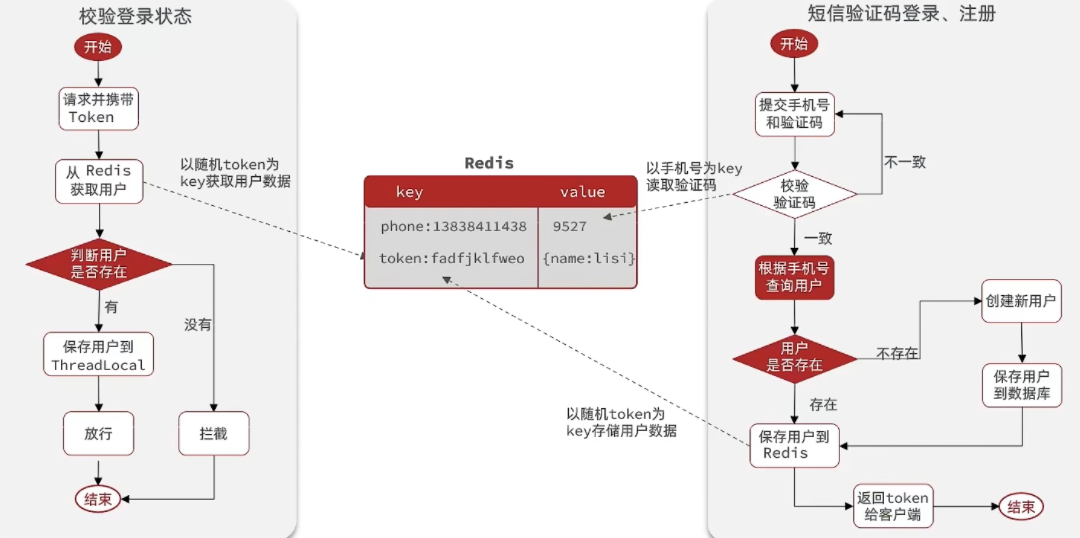 校验登录状态
开始
请求并携带
Token
从 Redis
获取用户
以随机token为
key获取用户数据
判断用户
是否存在
有
没有
保存用户到
ThreadLocal
放行
拦截
结束
Redis
key
value
phone:13838411438
9527
token:fadfjklfweo
{name:lisi}
以随机token为
key存储用户数据
短信验证码登录、注册
开始
提交手机号
和验证码
不一致
以手机号为key
读取验证码
校验
验证码
一致
根据手机号
查询用户
创建新用户
用户
是否存在
不存在
保存用户
到数据库
存在
保存用户到
Redis
返回token
给客户端
结束